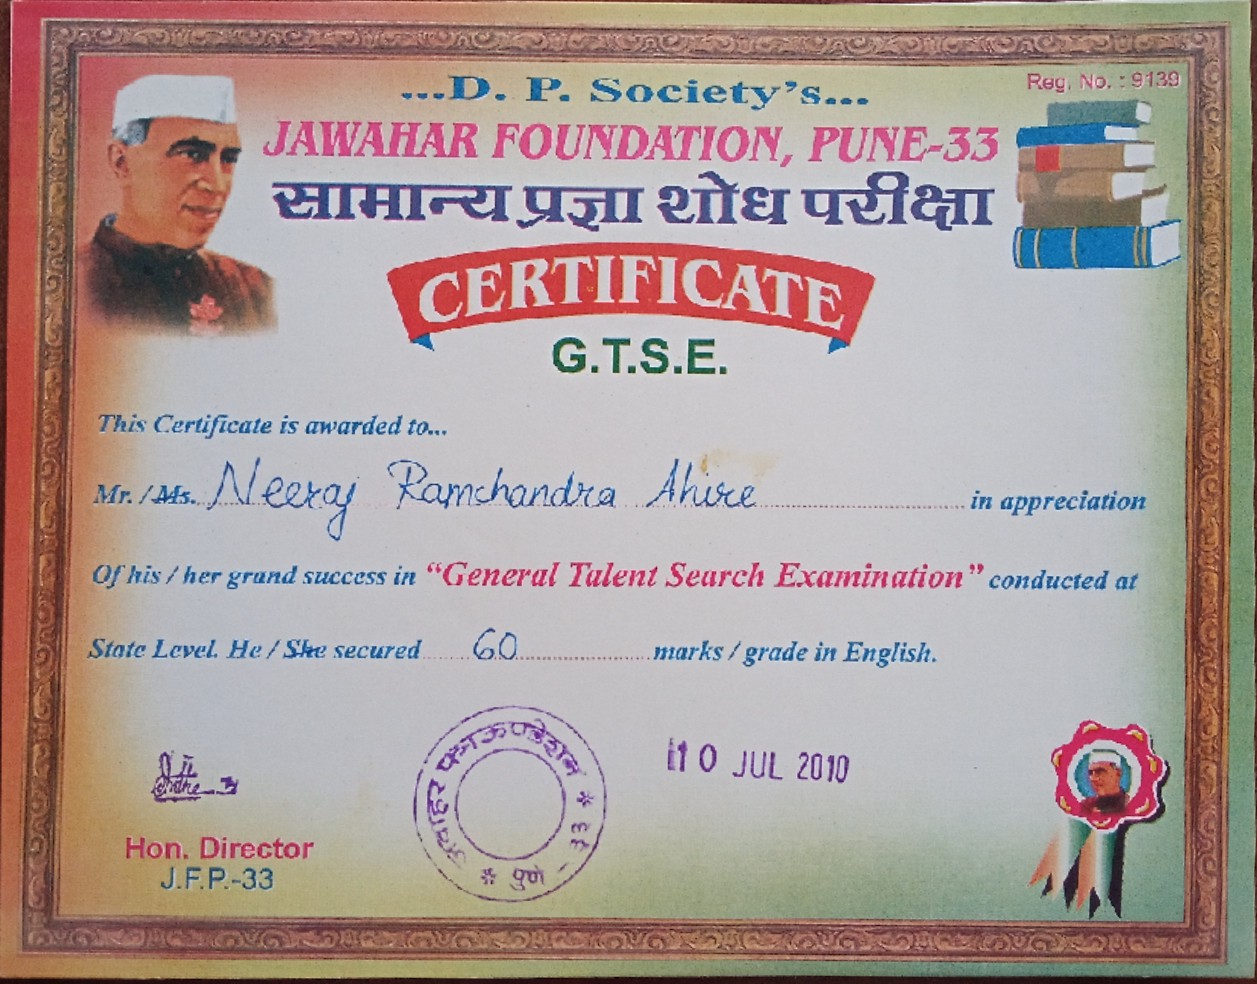 ...D. P. Society's...
Reg. No. : 9139
JAWAHAR FOUNDATION, PUNE-33
सामान्य प्रज्ञा शोध परीक्षा
CERTIFICATE
G.T.S.E.
This Certificate is awarded to...
Mr. / Ms. Neeraj Ramchandra Ahire in appreciation
Of his / her grand success in "General Talent Search Examination" conducted at
State Level. He / She secured 60 marks / grade in English.
जवाहर फाऊण्डेशन * पुणे - ३३ *
10 JUL 2010
Hon. Director
J.F.P.-33